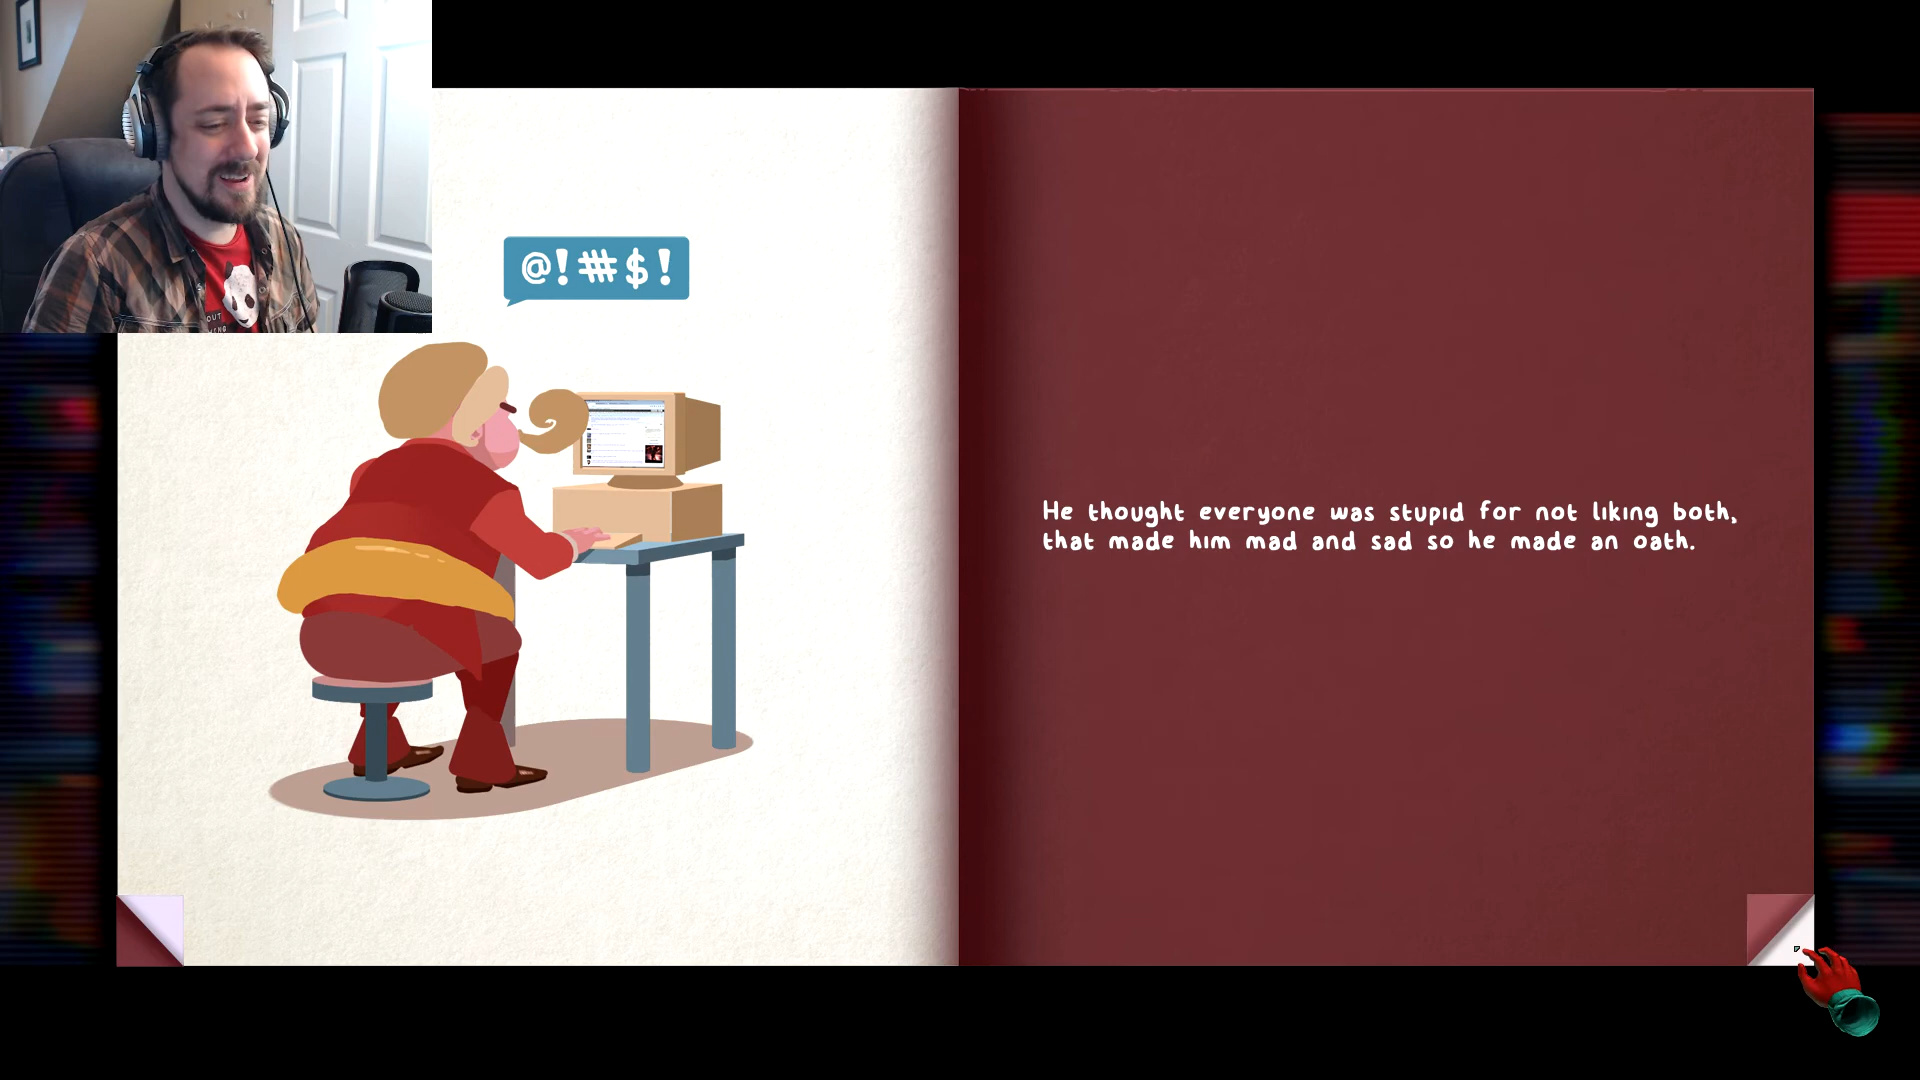 @!#$!
He thought everyone was stupid for not liking both,
that made him mad and sad so he made an oath.
OUT